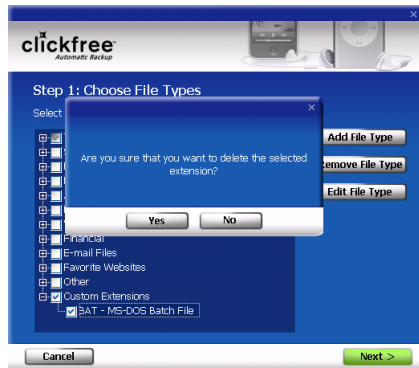 clickfree
Automatic Backup
Step 1: Choose File Types
Select
Are you sure that you want to delete the selected
extension?
Yes
No
Add File Type
Remove File Type
Edit File Type
Financial
E-mail Files
Favorite Websites
Other
Custom Extensions
BAT - MS-DOS Batch File
Cancel
Next >